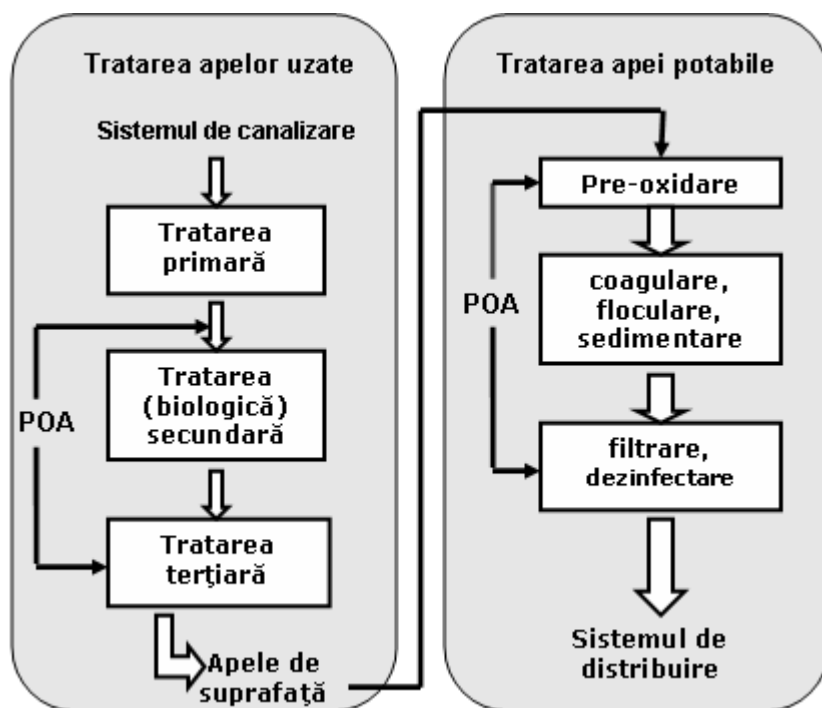 Tratarea apelor uzate
Sistemul de canalizare
Tratarea
primară
Tratarea
(biologică)
secundară
POA
Tratarea
terţiară
Apele de
suprafaţă
Tratarea apei potabile
Pre-oxidare
coagulare,
floculare,
sedimentare
POA
filtrare,
dezinfectare
Sistemul de
distribuire